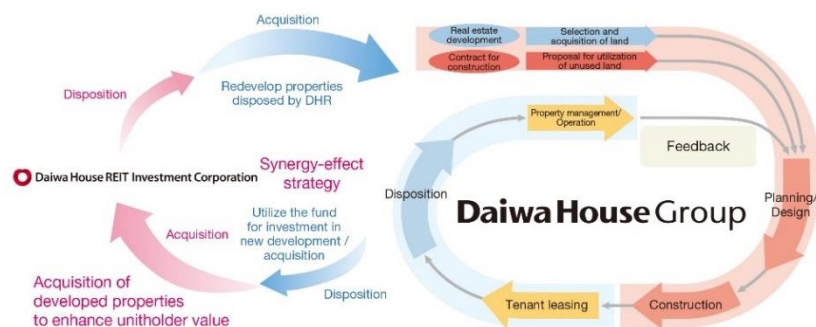 Acquisition
Redevelop properties
disposed by DHR
Disposition
Daiwa House REIT Investment Corporation
Synergy-effect
strategy
Utilize the fund
for investment in
new development /
acquisition
Acquisition
Disposition
Acquisition of
developed properties
to enhance unitholder value
Real estate
development
Selection and
acquisition of land
Contract for
construction
Proposal for utilization
of unused land
Property management/
Operation
Feedback
Disposition
Daiwa House Group
Planning/
Design
Tenant leasing
Construction